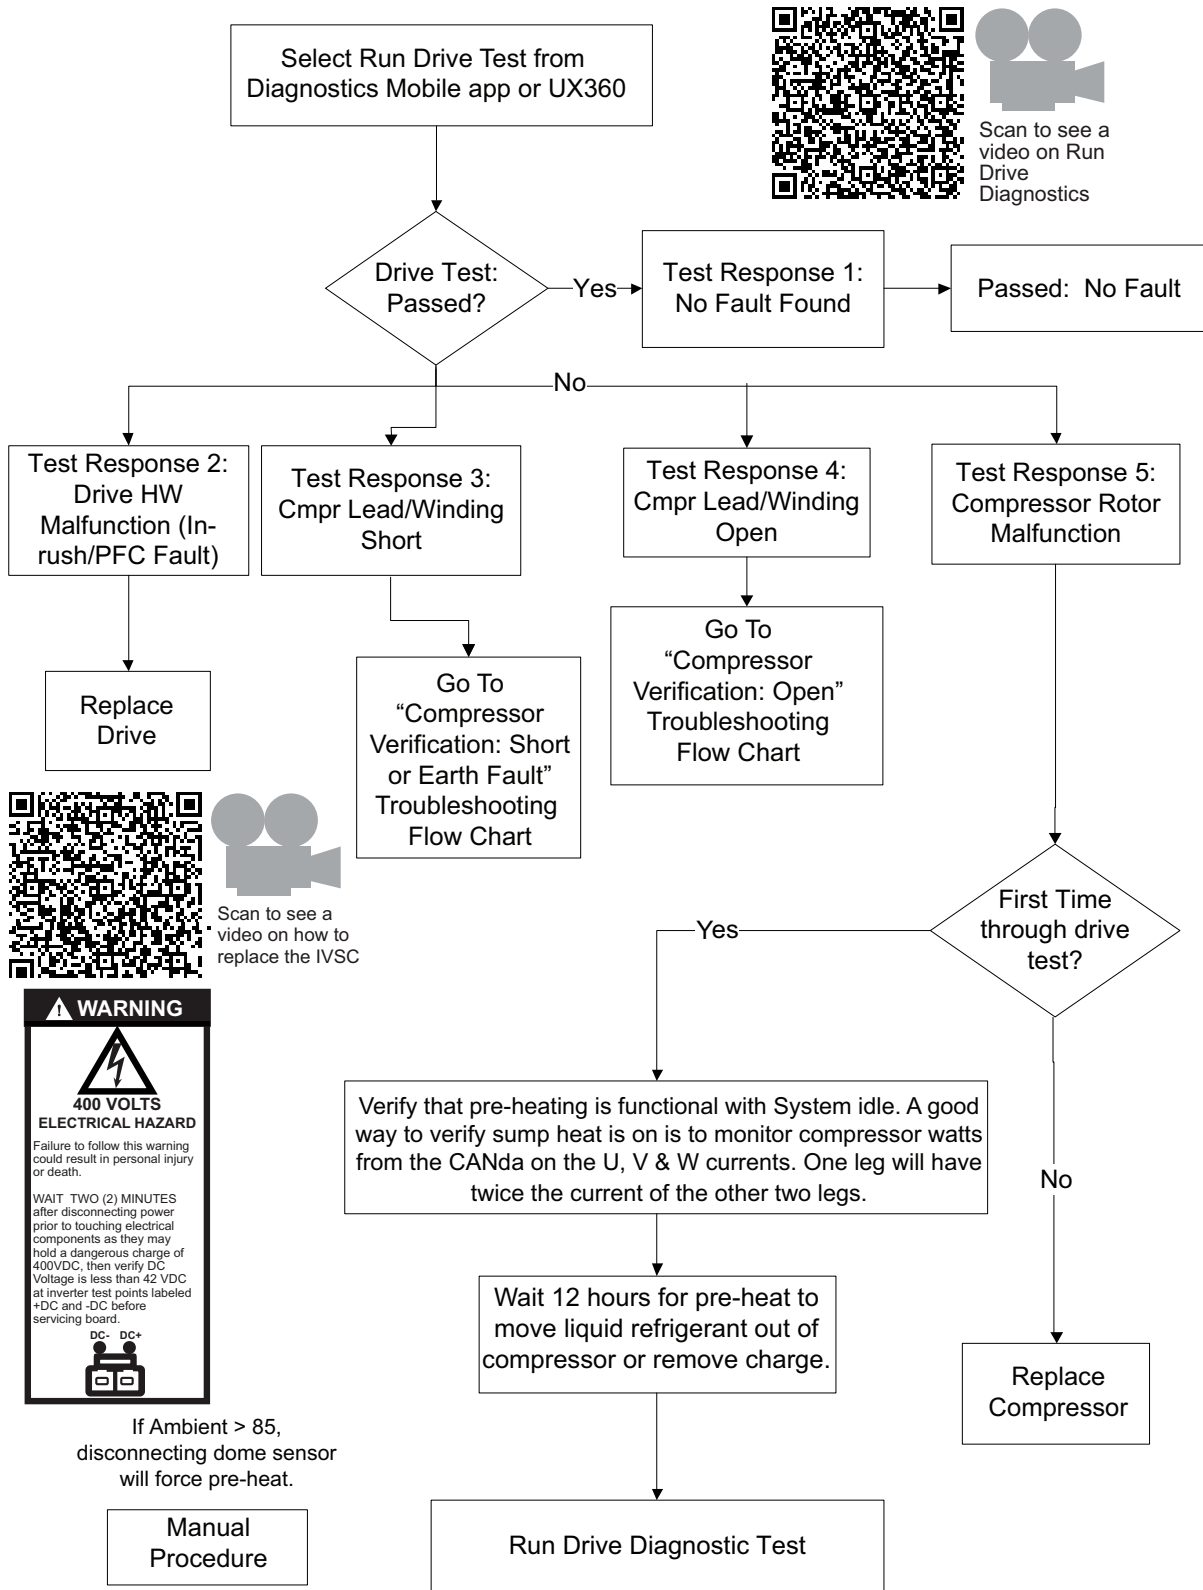 Select Run Drive Test from
Diagnostics Mobile app or UX360
Scan to see a
video on Run
Drive
Diagnostics
Drive Test:
Passed?
Yes
Test Response 1:
No Fault Found
Passed: No Fault
No
Test Response 2:
Drive HW
Malfunction (In-
rush/PFC Fault)
Test Response 3:
Cmpr Lead/Winding
Short
Test Response 4:
Cmpr Lead/Winding
Open
Test Response 5:
Compressor Rotor
Malfunction
Replace
Drive
Go To
“Compressor
Verification: Short
or Earth Fault”
Troubleshooting
Flow Chart
Go To
“Compressor
Verification: Open”
Troubleshooting
Flow Chart
Scan to see a
video on how to
replace the IVSC
First Time
through drive
test?
Yes
No
WARNING
400 VOLTS
ELECTRICAL HAZARD
Failure to follow this warning
could result in personal injury
or death.
WAIT TWO (2) MINUTES
after disconnecting power
prior to touching electrical
components as they may
hold a dangerous charge of
400VDC, then verify DC
Voltage is less than 42 VDC
at inverter test points labeled
+DC and -DC before
servicing board.
DC- DC+
Verify that pre-heating is functional with System idle. A good
way to verify sump heat is on is to monitor compressor watts
from the CANda on the U, V & W currents. One leg will have
twice the current of the other two legs.
Wait 12 hours for pre-heat to
move liquid refrigerant out of
compressor or remove charge.
Replace
Compressor
If Ambient > 85,
disconnecting dome sensor
will force pre-heat.
Manual
Procedure
Run Drive Diagnostic Test